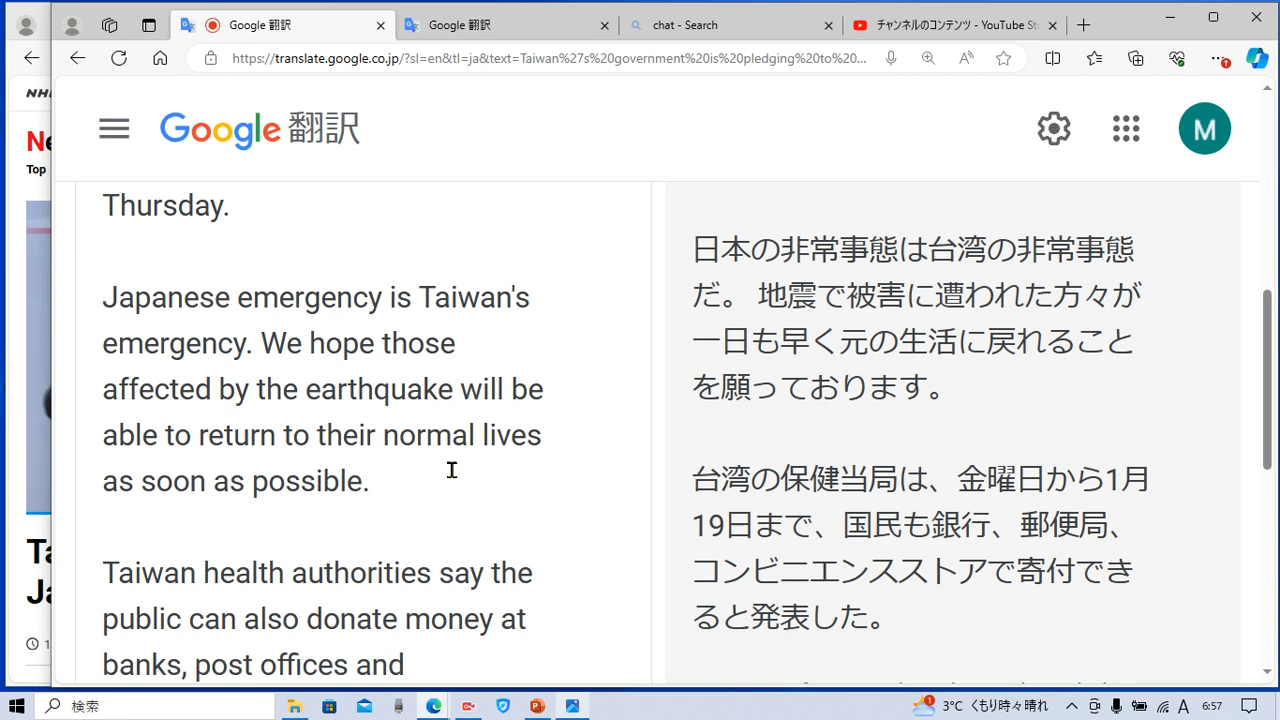 Google 翻訳
Google 翻訳
chat - Search
チャンネルのコンテンツ - YouTube St
https://translate.google.co.jp/?sl=en&tl=ja&text=Taiwan%27s%20government%20is%20pledging%20to%20...
Google 翻訳
M
Top
Thursday.
Japanese emergency is Taiwan's
emergency. We hope those
affected by the earthquake will be
able to return to their normal lives
as soon as possible.
Taiwan health authorities say the
public can also donate money at
banks, post offices and
日本の非常事態は台湾の非常事態
だ。 地震で被害に遭われた方々が
一日も早く元の生活に戻れること
を願っております。
台湾の保健当局は、金曜日から1月
19日まで、国民も銀行、郵便局、
コンビニエンスストアで寄付でき
ると発表した。
検索
1
3°C くもり時々晴れ
A
6:57